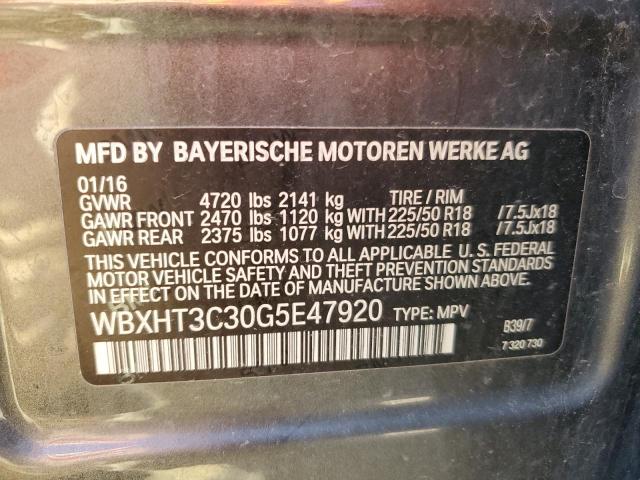 MFD BY BAYERISCHE MOTOREN WERKE AG
01/16
GVWR 4720 lbs 2141 kg TIRE / RIM
GAWR FRONT 2470 lbs 1120 kg WITH 225/50 R18 /7.5Jx18
GAWR REAR 2375 lbs 1077 kg WITH 225/50 R18 /7.5Jx18
THIS VEHICLE CONFORMS TO ALL APPLICABLE U. S. FEDERAL
MOTOR VEHICLE SAFETY AND THEFT PREVENTION STANDARDS
IN EFFECT ON THE DATE OF MANUFACTURE SHOWN ABOVE.
WBXHT3C30G5E47920 TYPE: MPV
B39/7
7 320 730